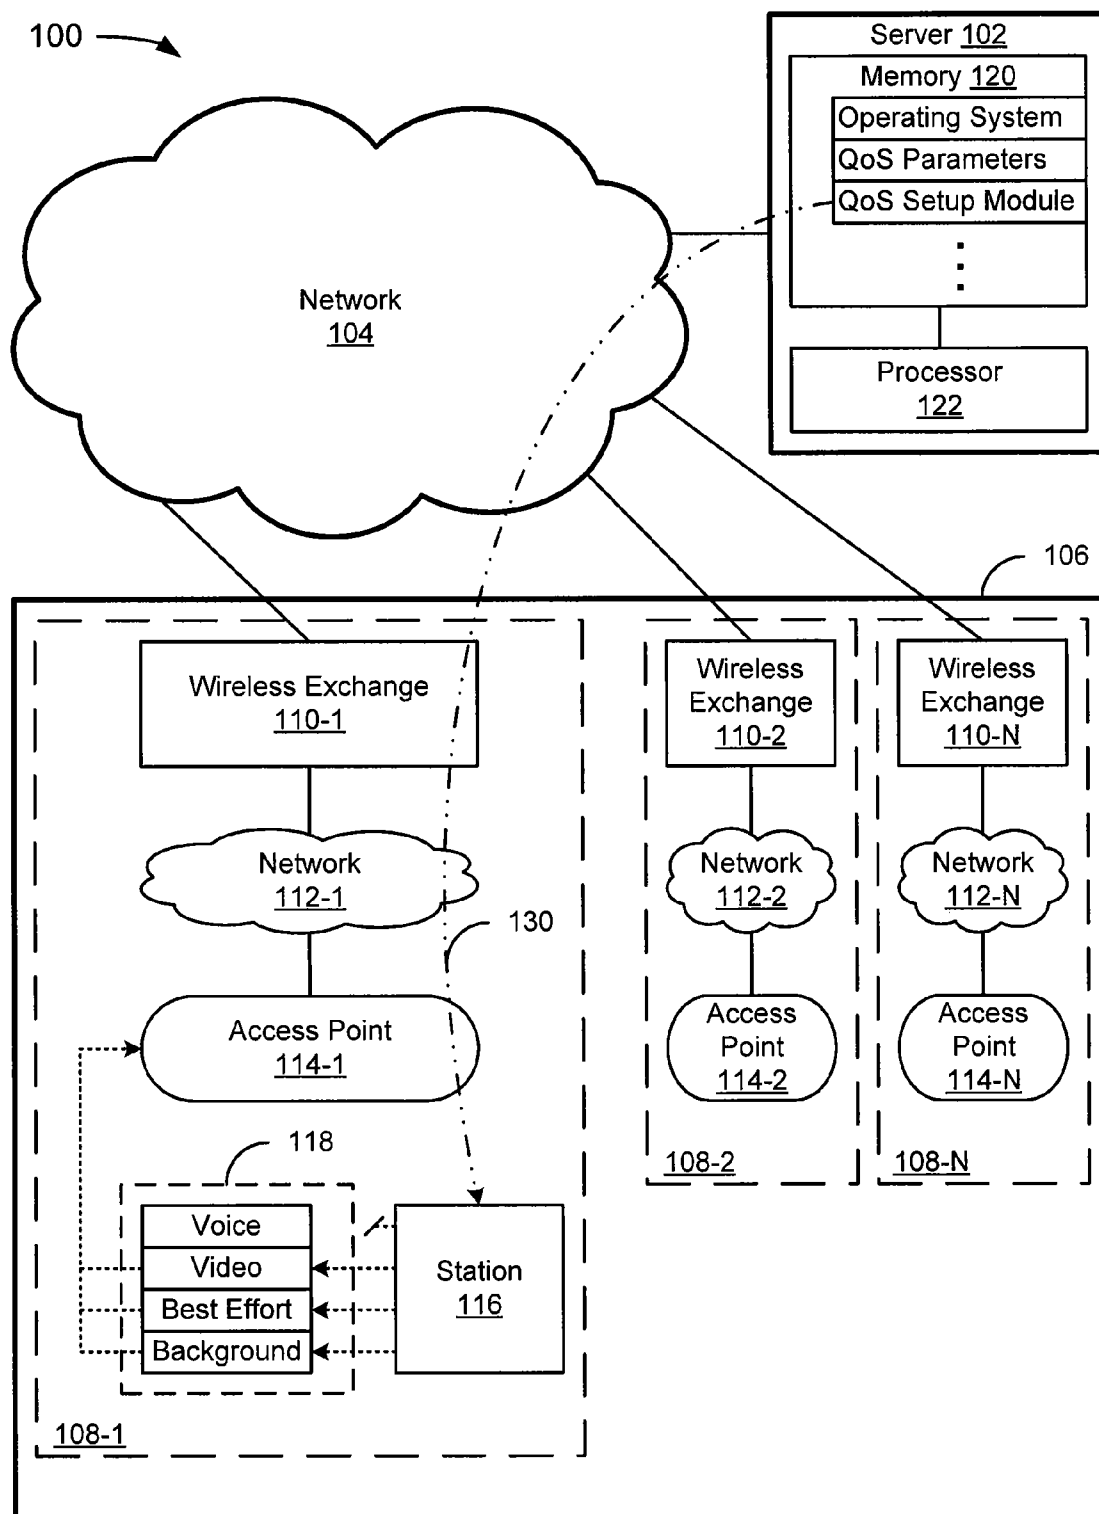 100
Server 102
Memory 120
Operating System
QoS Parameters
QoS Setup Module
Network
104
Processor
122
106
Wireless Exchange
110-1
Wireless
Exchange
110-2
Wireless
Exchange
110-N
Network
112-1
Network
112-2
Network
112-N
130
Access Point
114-1
Access
Point
114-2
Access
Point
114-N
118
108-2
108-N
Voice
Video
Best Effort
Background
Station
116
108-1